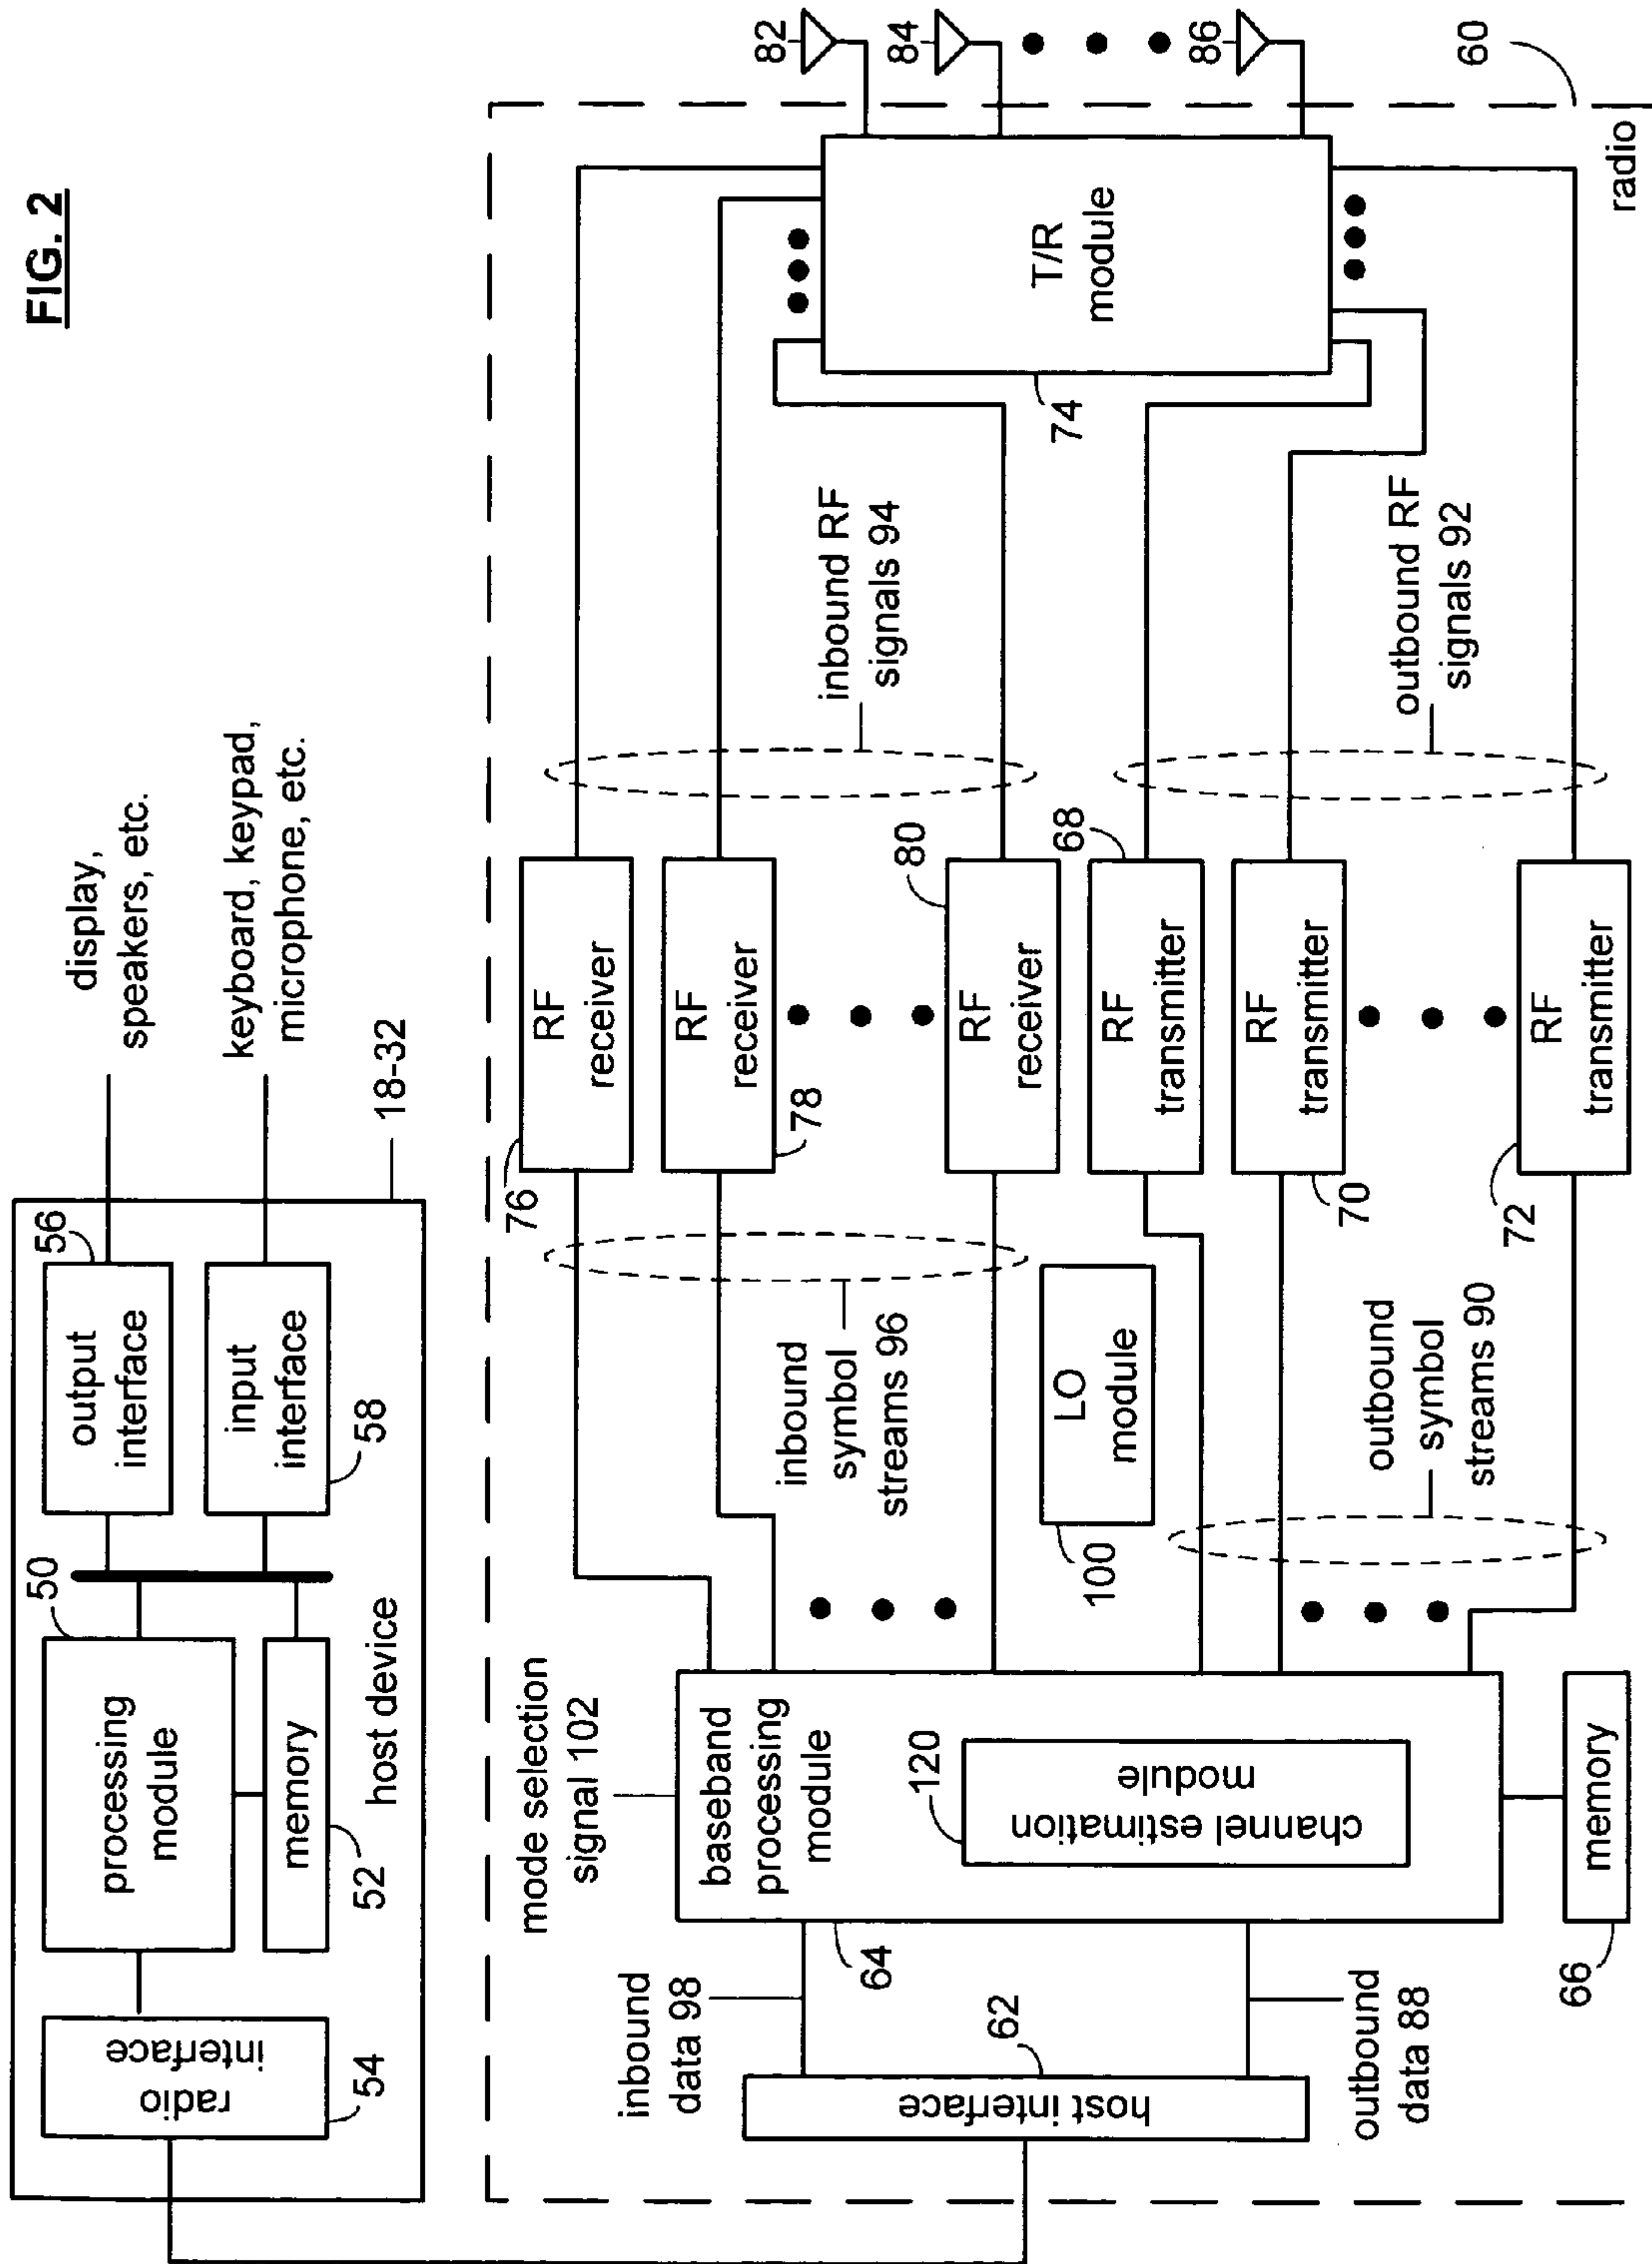 FIG. 2
display,
speakers, etc.
keyboard, keypad,
microphone, etc.
18-32
56
output
interface
input
interface
58
50
processing
module
memory
52
host device
radio
interface
54
60
radio
82
84
86
T/R
module
74
inbound RF
signals 94
outbound RF
signals 92
76
RF
receiver
78
RF
receiver
80
RF
receiver
68
RF
transmitter
70
RF
transmitter
72
RF
transmitter
inbound
symbol
streams 96
LO
module
100
outbound
symbol
streams 90
mode selection
signal 102
baseband
processing
module
120
channel estimation
module
64
memory
66
inbound
data 98
62
host interface
outbound
data 88